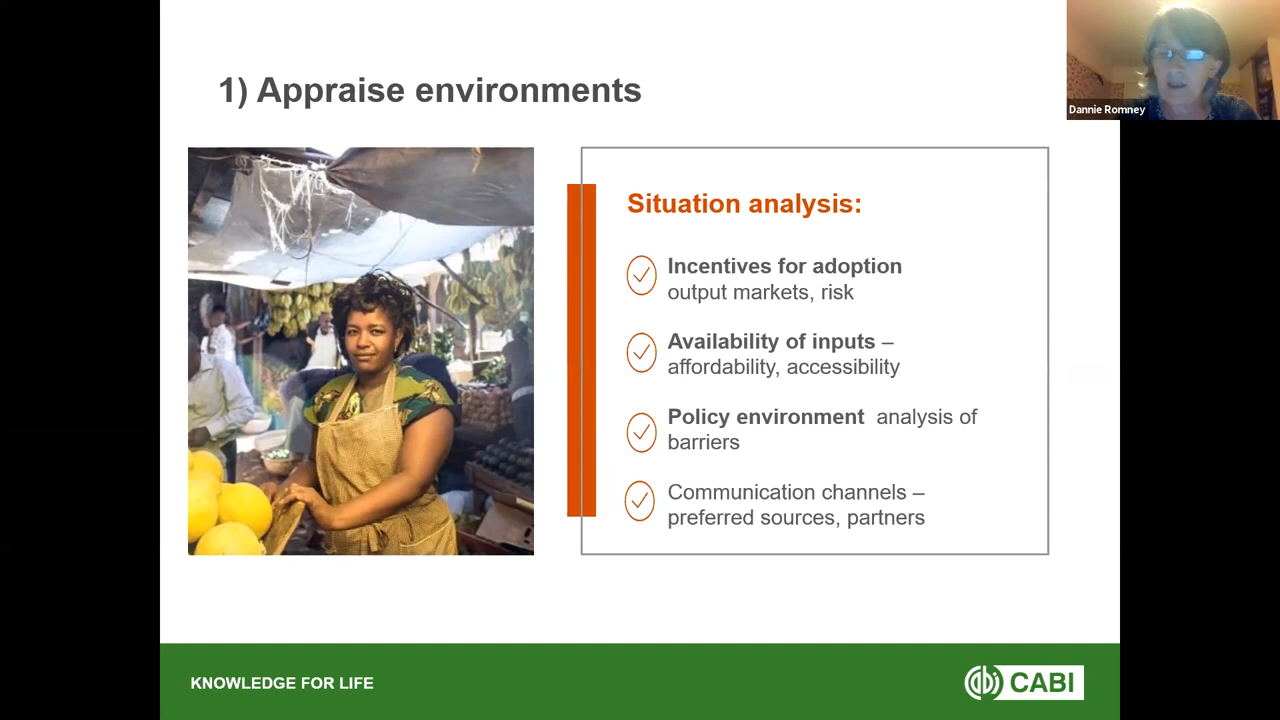 1) Appraise environments
Dannie Romney
Situation analysis:
Incentives for adoption
output markets, risk
Availability of inputs –
affordability, accessibility
Policy environment  analysis of
barriers
Communication channels –
preferred sources, partners
KNOWLEDGE FOR LIFE
cabi CABI